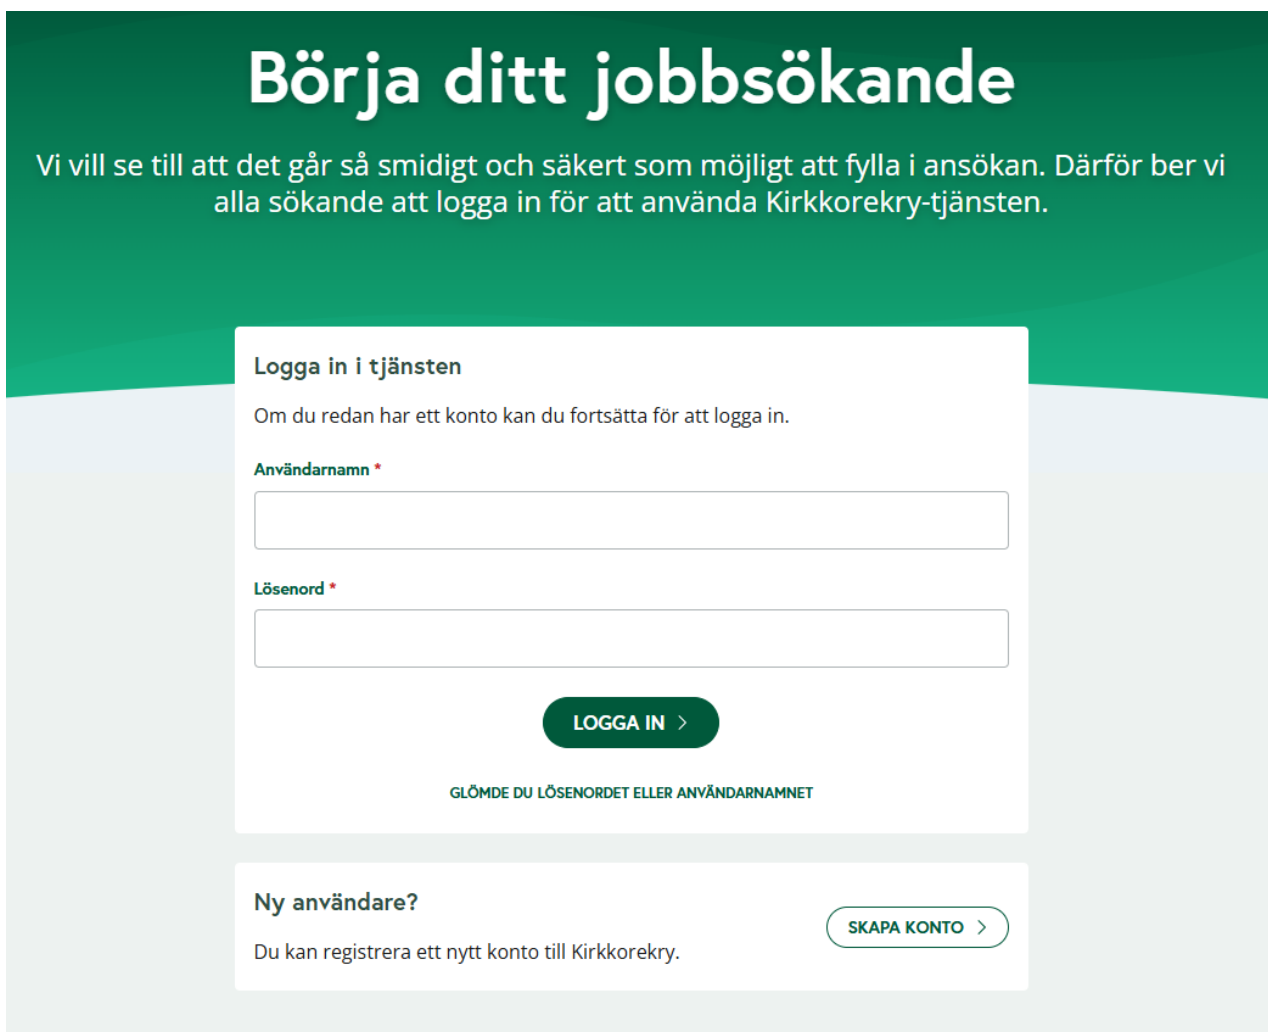 Börja ditt jobbsökande
Vi vill se till att det går så smidigt och säkert som möjligt att fylla i ansökan. Därför ber vi
alla sökande att logga in för att använda Kirkkorekry-tjänsten.
Logga in i tjänsten
Om du redan har ett konto kan du fortsätta för att logga in.
Användarnamn *
Lösenord *
LOGGA IN
GLÖMDE DU LÖSENORDET ELLER ANVÄNDARNAMNET
Ny användare?
Du kan registrera ett nytt konto till Kirkkorekry.
SKAPA KONTO